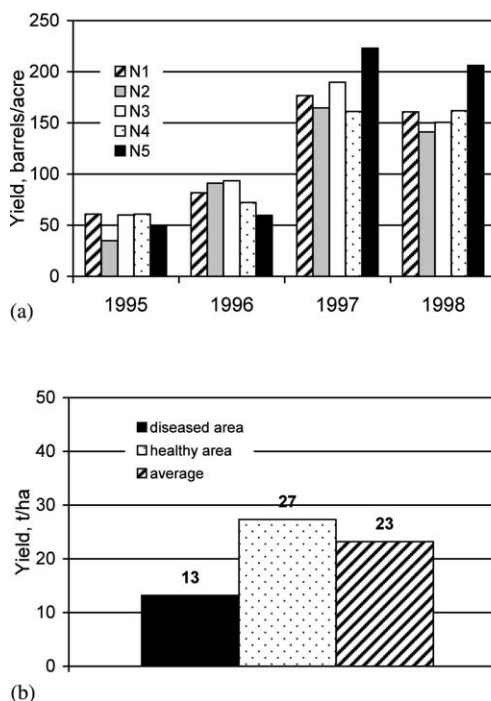 250
200
150
100
50
0
Yield, barrels/acre
N1
N2
N3
N4
N5
1995 1996 1997 1998
(a)
50
40
30
20
10
0
Yield, t/ha
diseased area
healthy area
average
13
27
23
(b)